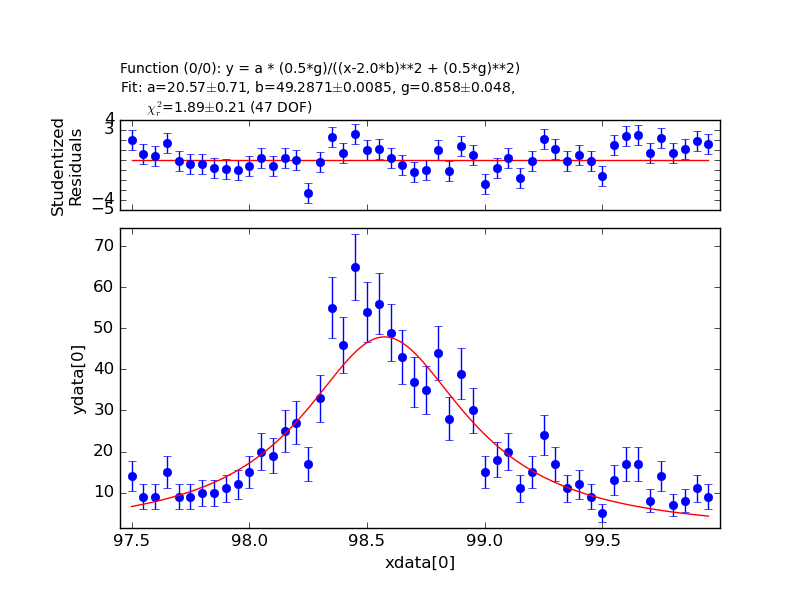 Function (0/0): y = a * (0.5*g)/((x-2.0*b)**2 + (0.5*g)**2)
Fit: a=20.57±0.71, b=49.2871±0.0085, g=0.858±0.048,
χ²ᵣ=1.89±0.21 (47 DOF)
4
3
−4
−5
Studentized
Residuals
70
60
50
40
30
20
10
ydata[0]
97.5 98.0 98.5 99.0 99.5
xdata[0]